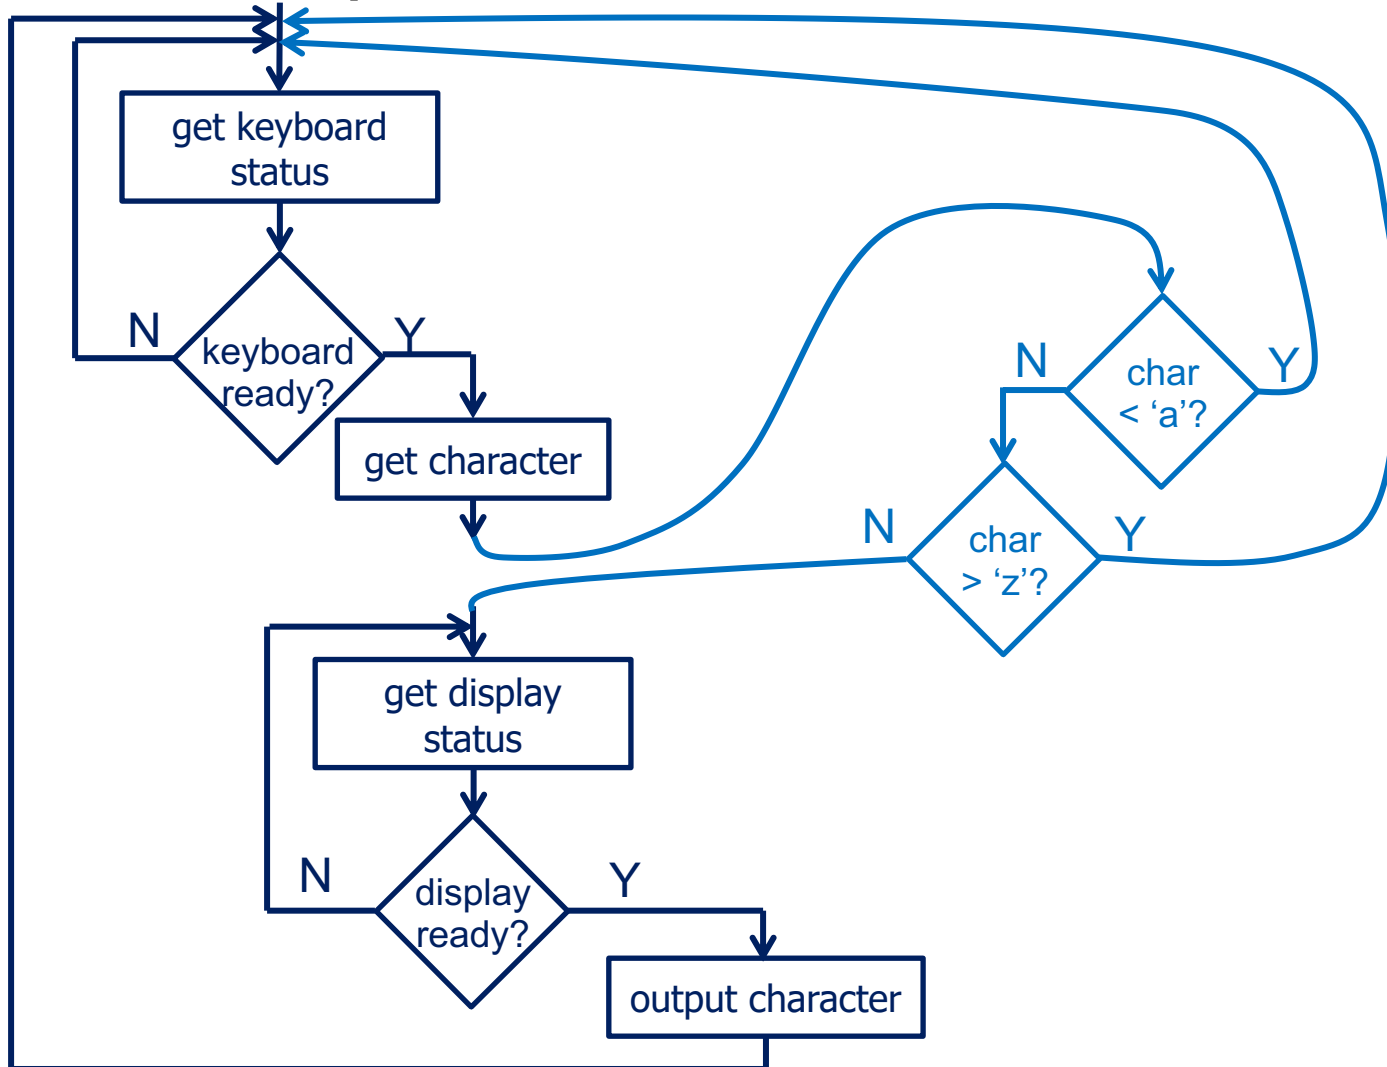 get keyboard
status
N
Y
keyboard
ready?
get character
N
Y
char
< ‘a’?
N
Y
char
> ‘z’?
get display
status
N
Y
display
ready?
output character